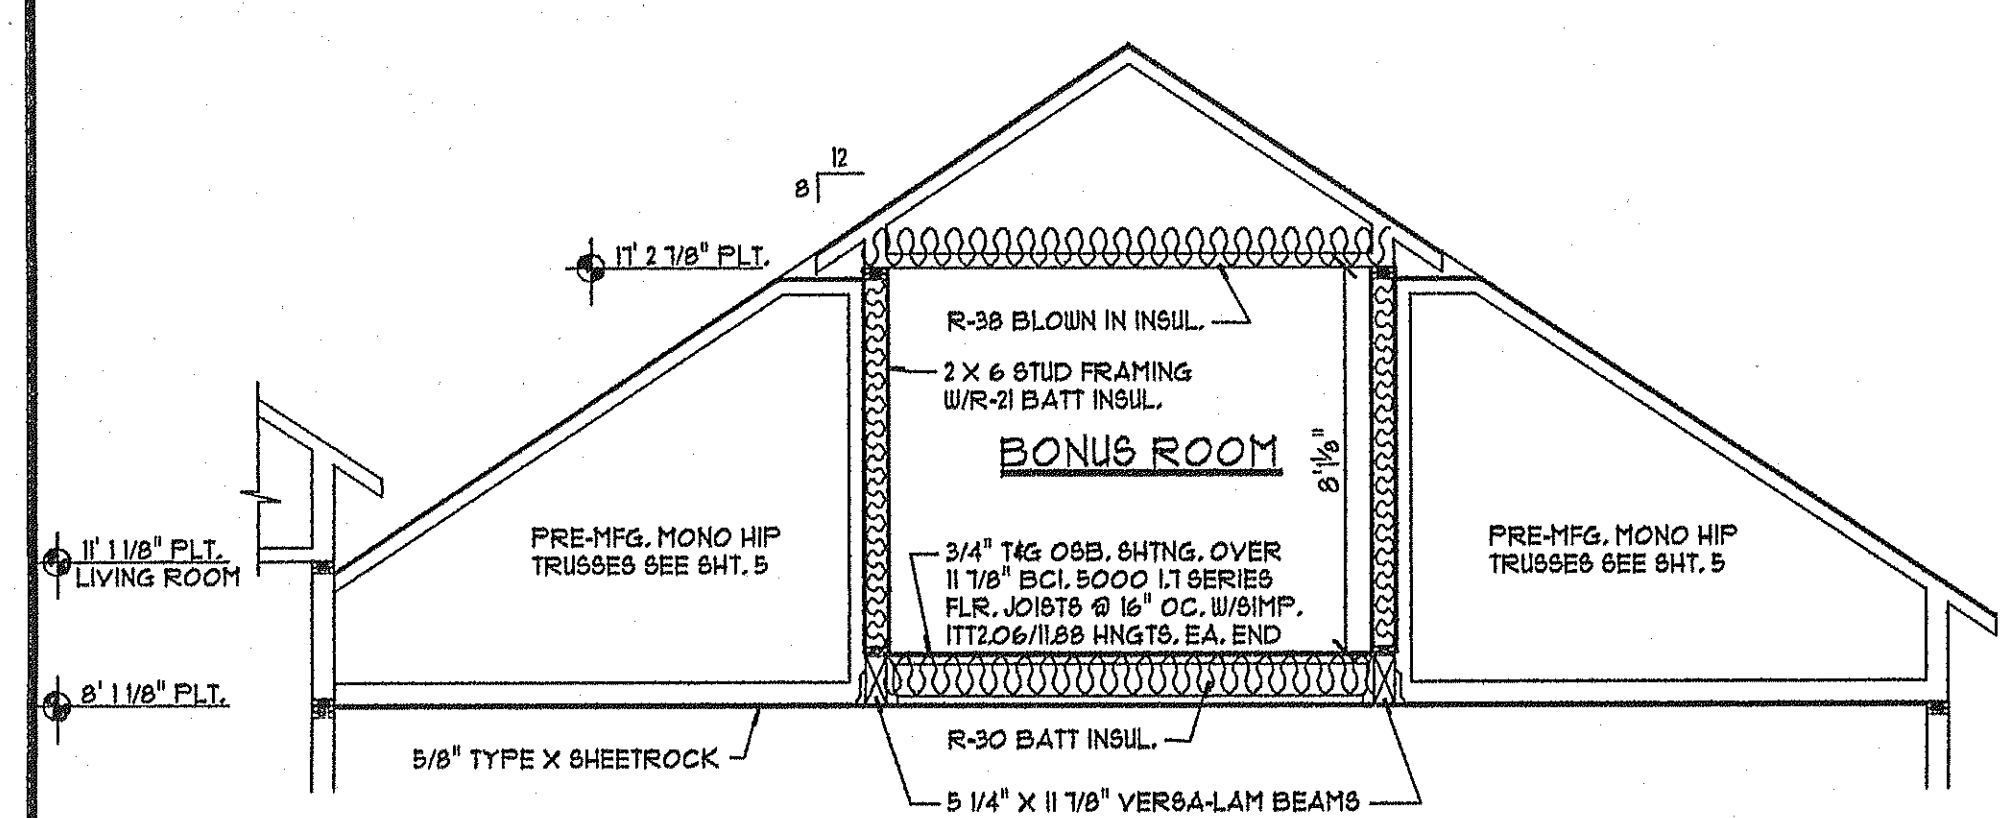 12
8
17' 2 7/8" PLT.
R-38 BLOWN IN INSUL.
2 X 6 STUD FRAMING
W/R-21 BATT INSUL.
BONUS ROOM
8'1⅛"
PRE-MFG. MONO HIP
TRUSSES SEE SHT. 5
3/4" T&G OSB. SHTNG. OVER
11 7/8" BCI. 5000 1.7 SERIES
FLR. JOISTS @ 16" OC. W/SIMP.
ITT2.06/11.88 HNGTS. EA. END
PRE-MFG. MONO HIP
TRUSSES SEE SHT. 5
11' 1 1/8" PLT.
LIVING ROOM
8' 1 1/8" PLT.
5/8" TYPE X SHEETROCK
R-30 BATT INSUL.
5 1/4" X 11 7/8" VERSA-LAM BEAMS